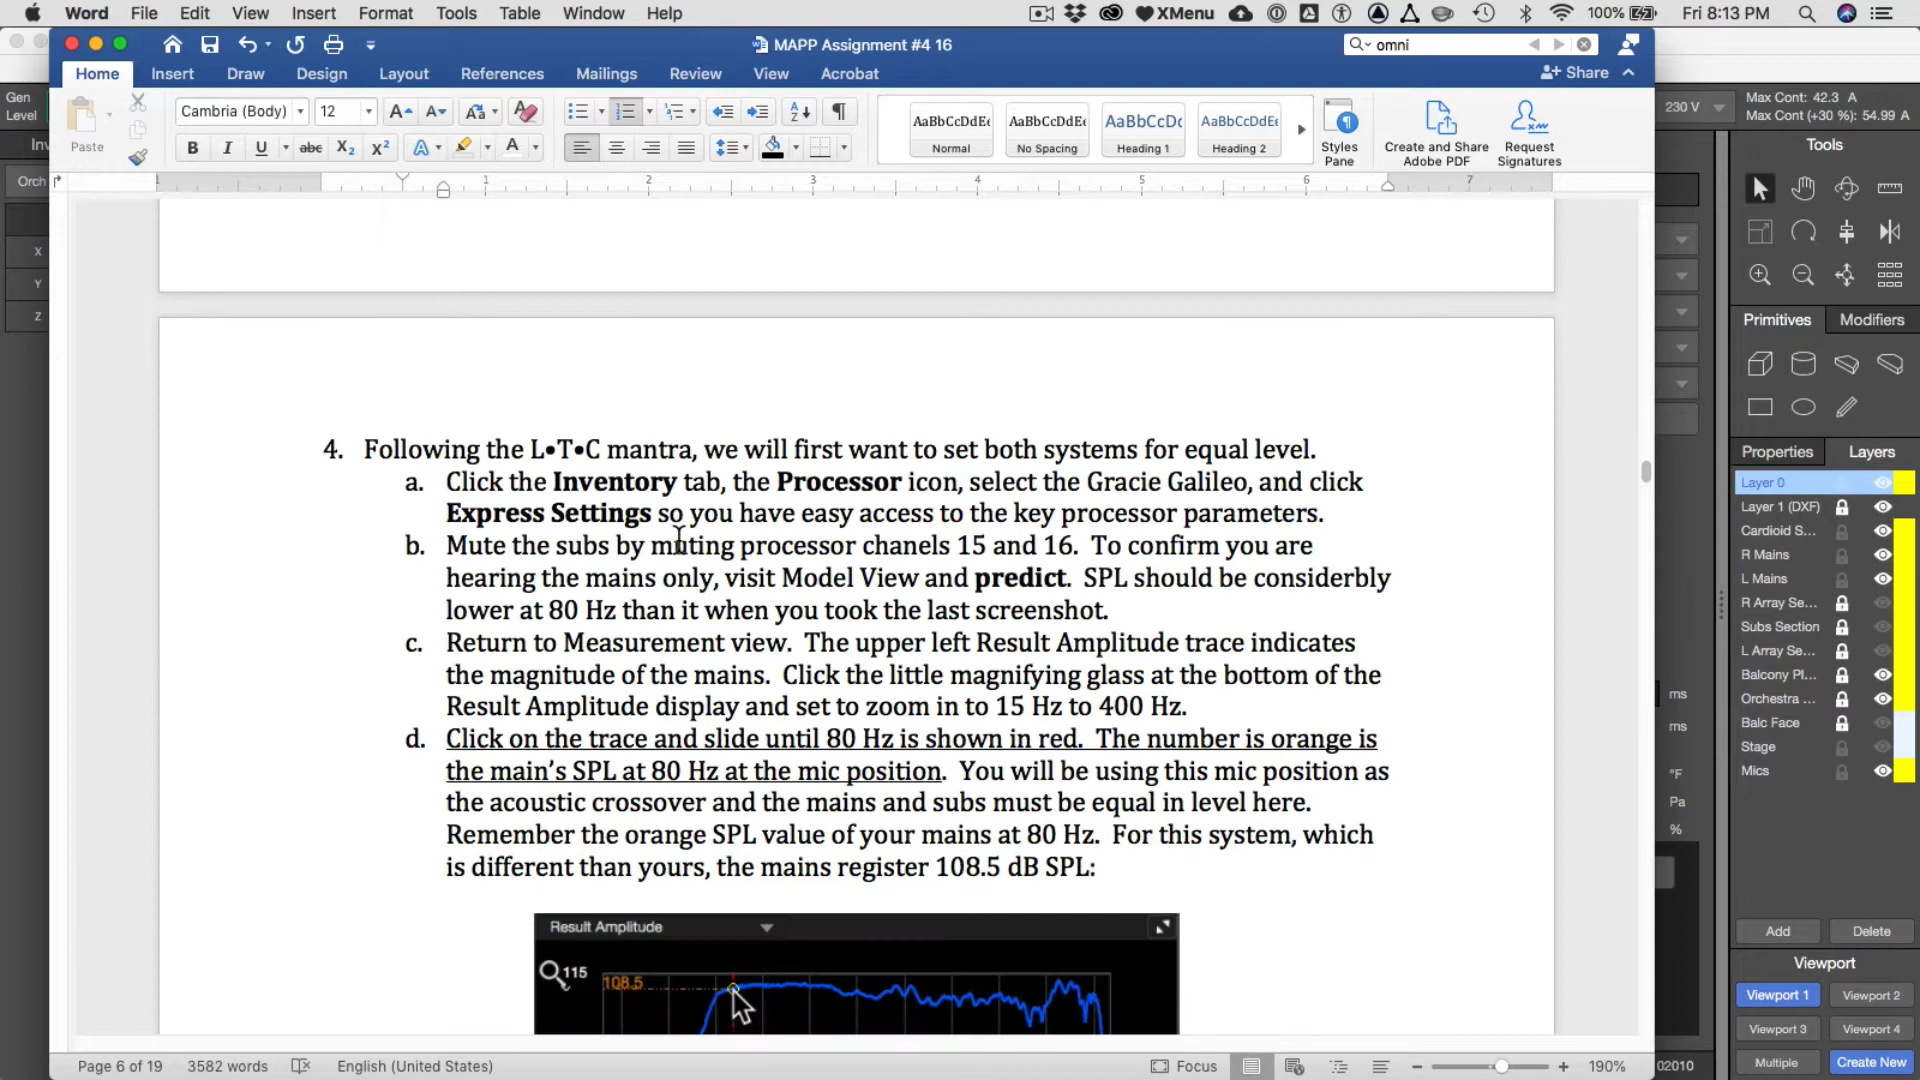 Word File Edit View Insert Format Tools Table Window Help XMenu 100% Fri 8:13 PM
MAPP Assignment #4 16
omni
Home Insert Draw Design Layout References Mailings Review View Acrobat Share
Gen
Level
Cambria (Body) 12
Paste
AaBbCcDdEe AaBbCcDdEe AaBbCcDc AaBbCcDdEe
Normal No Spacing Heading 1 Heading 2
Styles
Pane
Create and Share
Adobe PDF
Request
Signatures
230 V
Max Cont: 42.3 A
Max Cont (+30 %): 54.99 A
Inv
Orch
X
Y
Z
1 1 2 3 4 5 6 7
4. Following the L•T•C mantra, we will first want to set both systems for equal level.
a. Click the Inventory tab, the Processor icon, select the Gracie Galileo, and click
Express Settings so you have easy access to the key processor parameters.
b. Mute the subs by muting processor chanels 15 and 16. To confirm you are
hearing the mains only, visit Model View and predict. SPL should be considerbly
lower at 80 Hz than it when you took the last screenshot.
c. Return to Measurement view. The upper left Result Amplitude trace indicates
the magnitude of the mains. Click the little magnifying glass at the bottom of the
Result Amplitude display and set to zoom in to 15 Hz to 400 Hz.
d. Click on the trace and slide until 80 Hz is shown in red. The number is orange is
the main's SPL at 80 Hz at the mic position. You will be using this mic position as
the acoustic crossover and the mains and subs must be equal in level here.
Remember the orange SPL value of your mains at 80 Hz. For this system, which
is different than yours, the mains register 108.5 dB SPL:
Result Amplitude
115
108.5
Page 6 of 19 3582 words English (United States) Focus 190%
Tools
Primitives Modifiers
Properties Layers
Layer 0
Layer 1 (DXF)
Cardioid S...
R Mains
L Mains
R Array Se...
Subs Section
L Array Se...
Balcony Pl...
Orchestra ...
Balc Face
Stage
Mics
ms
ms
°F
Pa
%
Add Delete
Viewport
Viewport 1 Viewport 2
Viewport 3 Viewport 4
Multiple Create New
02010